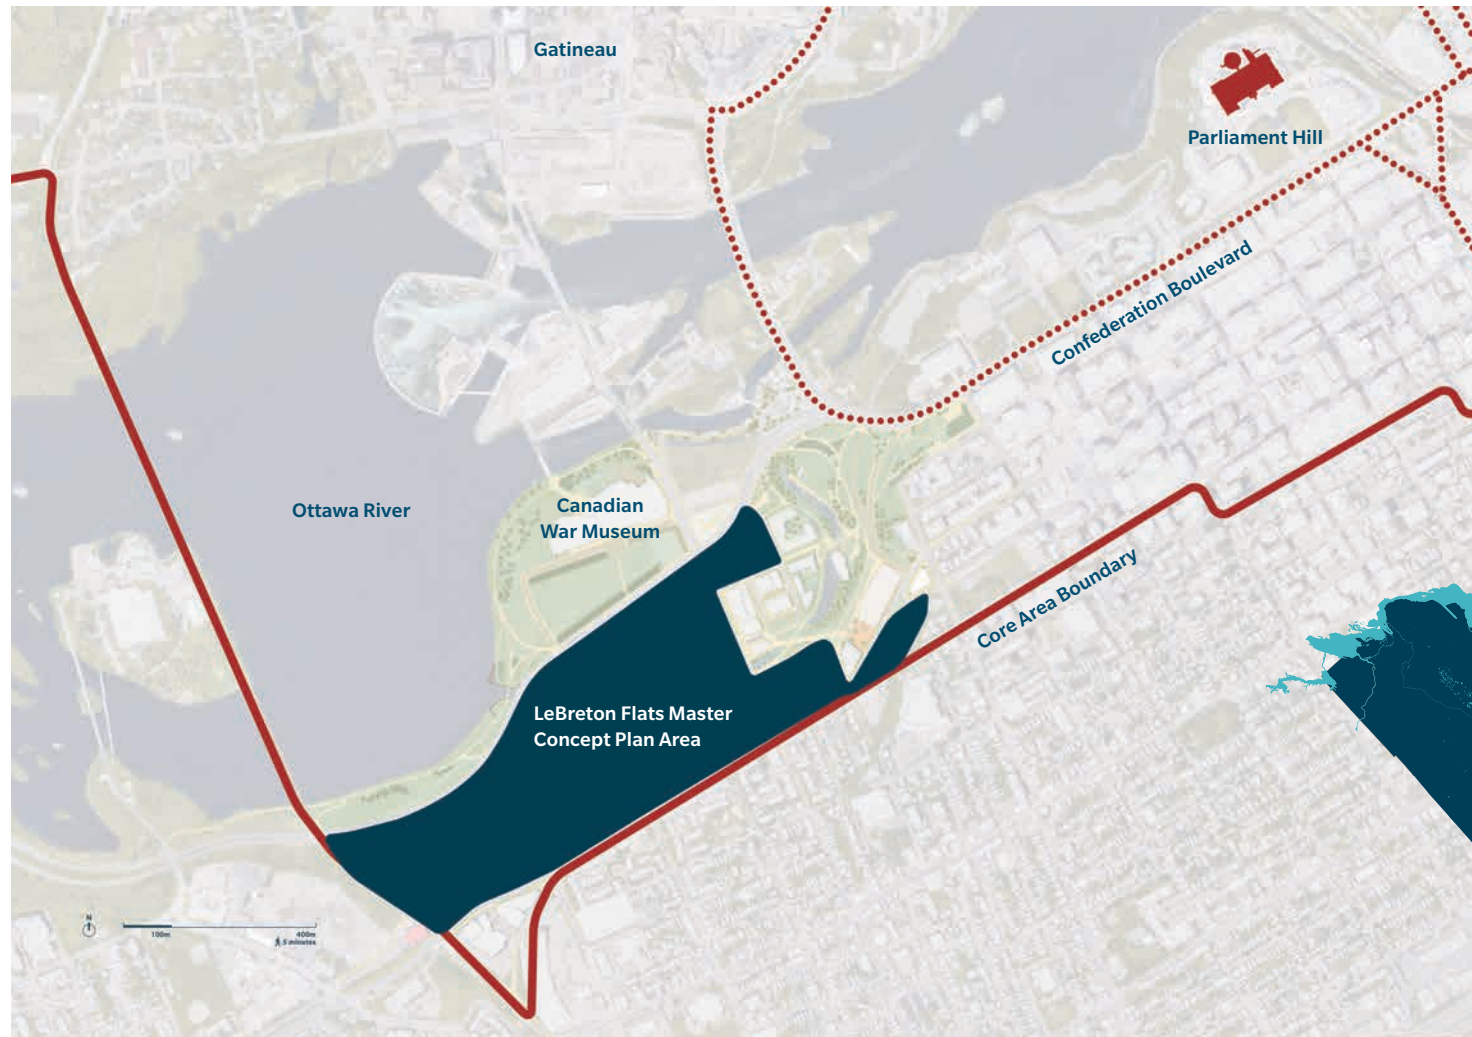 Gatineau
Parliament Hill
Confederation Boulevard
Ottawa River
Canadian
War Museum
Core Area Boundary
LeBreton Flats Master
Concept Plan Area
N
100m
400m
5 minutes